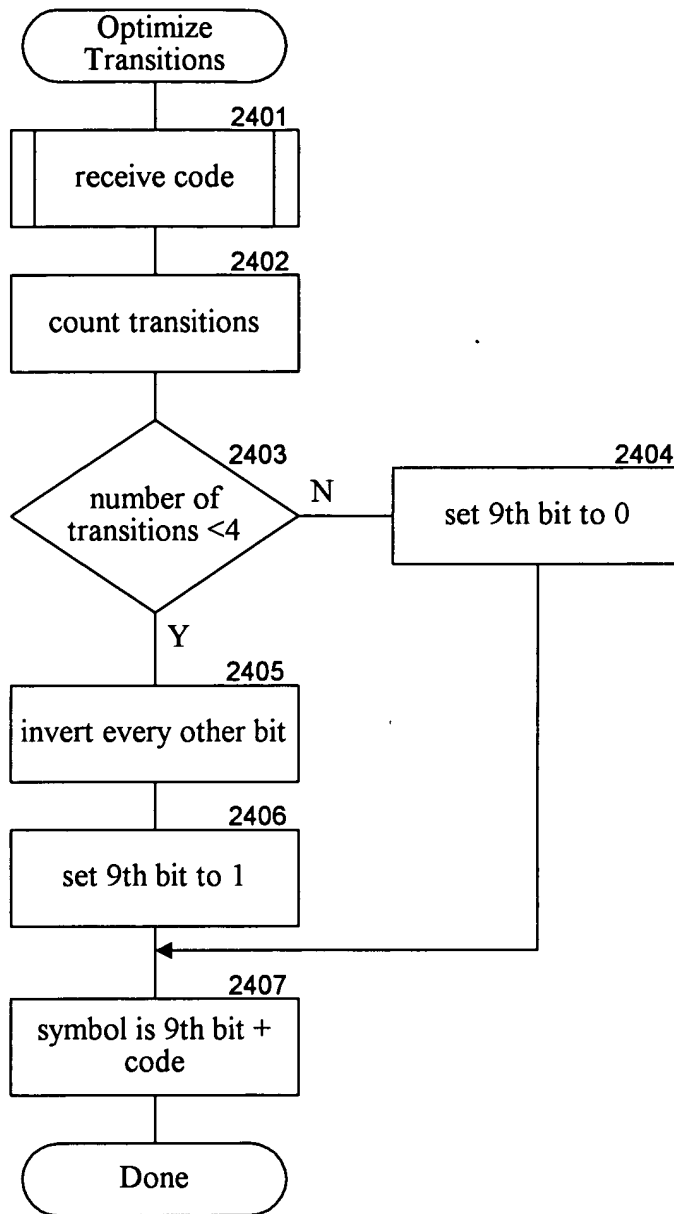 Optimize
Transitions
2401
receive code
2402
count transitions
2403
number of
transitions <4
N
2404
set 9th bit to 0
Y
2405
invert every other bit
2406
set 9th bit to 1
2407
symbol is 9th bit +
code
Done